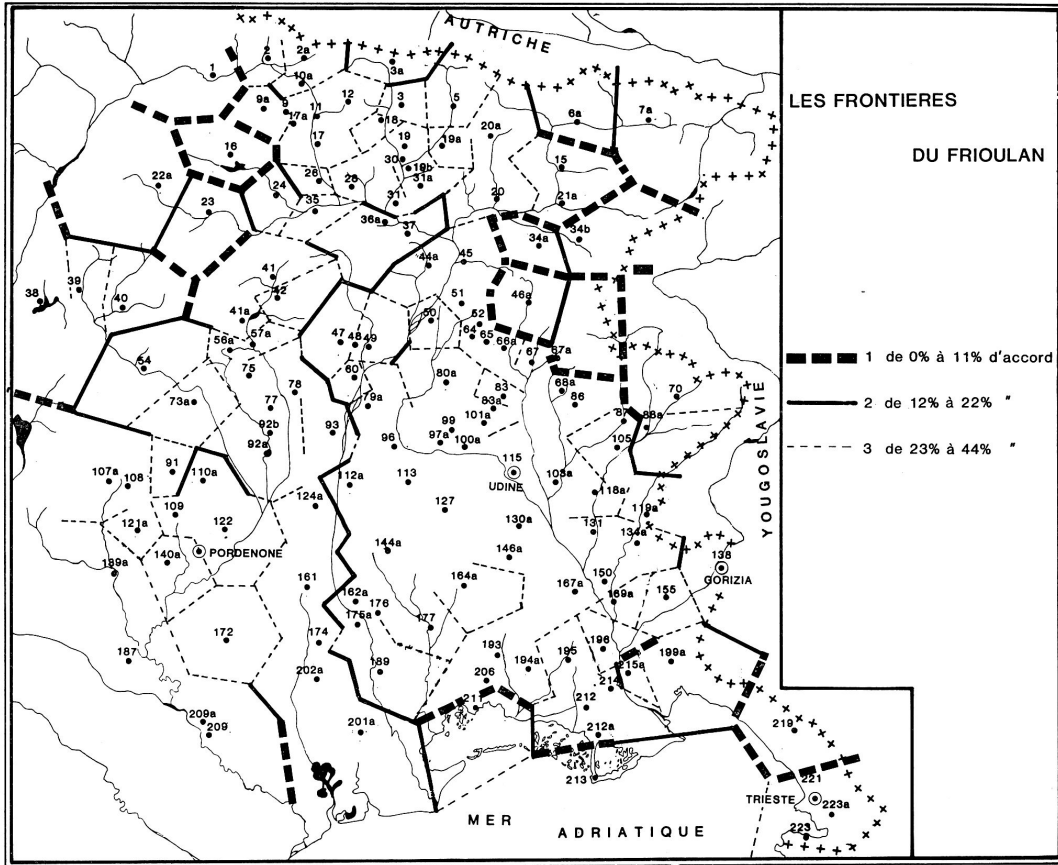 AUTRICHE
LES FRONTIERES
DU FRIOULAN
1 de 0% à 11% d'accord
2 de 12% à 22% "
3 de 23% à 44% "
YOUGOSLAVIE
MER ADRIATIQUE
UDINE
PORDENONE
GORIZIA
TRIESTE
1 2 2a 3a
10a 9a 9 17a 11 12 3 5 18
20a 6a 7a
16 17 19 19a 30 19b 31a 15
22a 24 26 28 31 20 21a
23 35 36a 37 34a 34b
38 39 40 41 42 44a 45 46a
41a 50 51 52
54 56a 57a 47 48 49 64 65 66a 67 67a
75 60 80a 83 68a 70
73a 77 78 79a 83a 86
92b 93 99 101a 87 88a
92a 96 97a 100a 105
107a 108 91 110a 112a 113 115 103a
109 124a 127 118a 119a
121a 122 130a 131 134a
140a 144a 146a 138
189a 161 162a 164a 167a 150 169a 155
172 174 175a 176 177
187 202a 189 193 194a 195 196 199a
206 214 215a
209a 209 201a 211 212 219
212a 213
221 223a 223